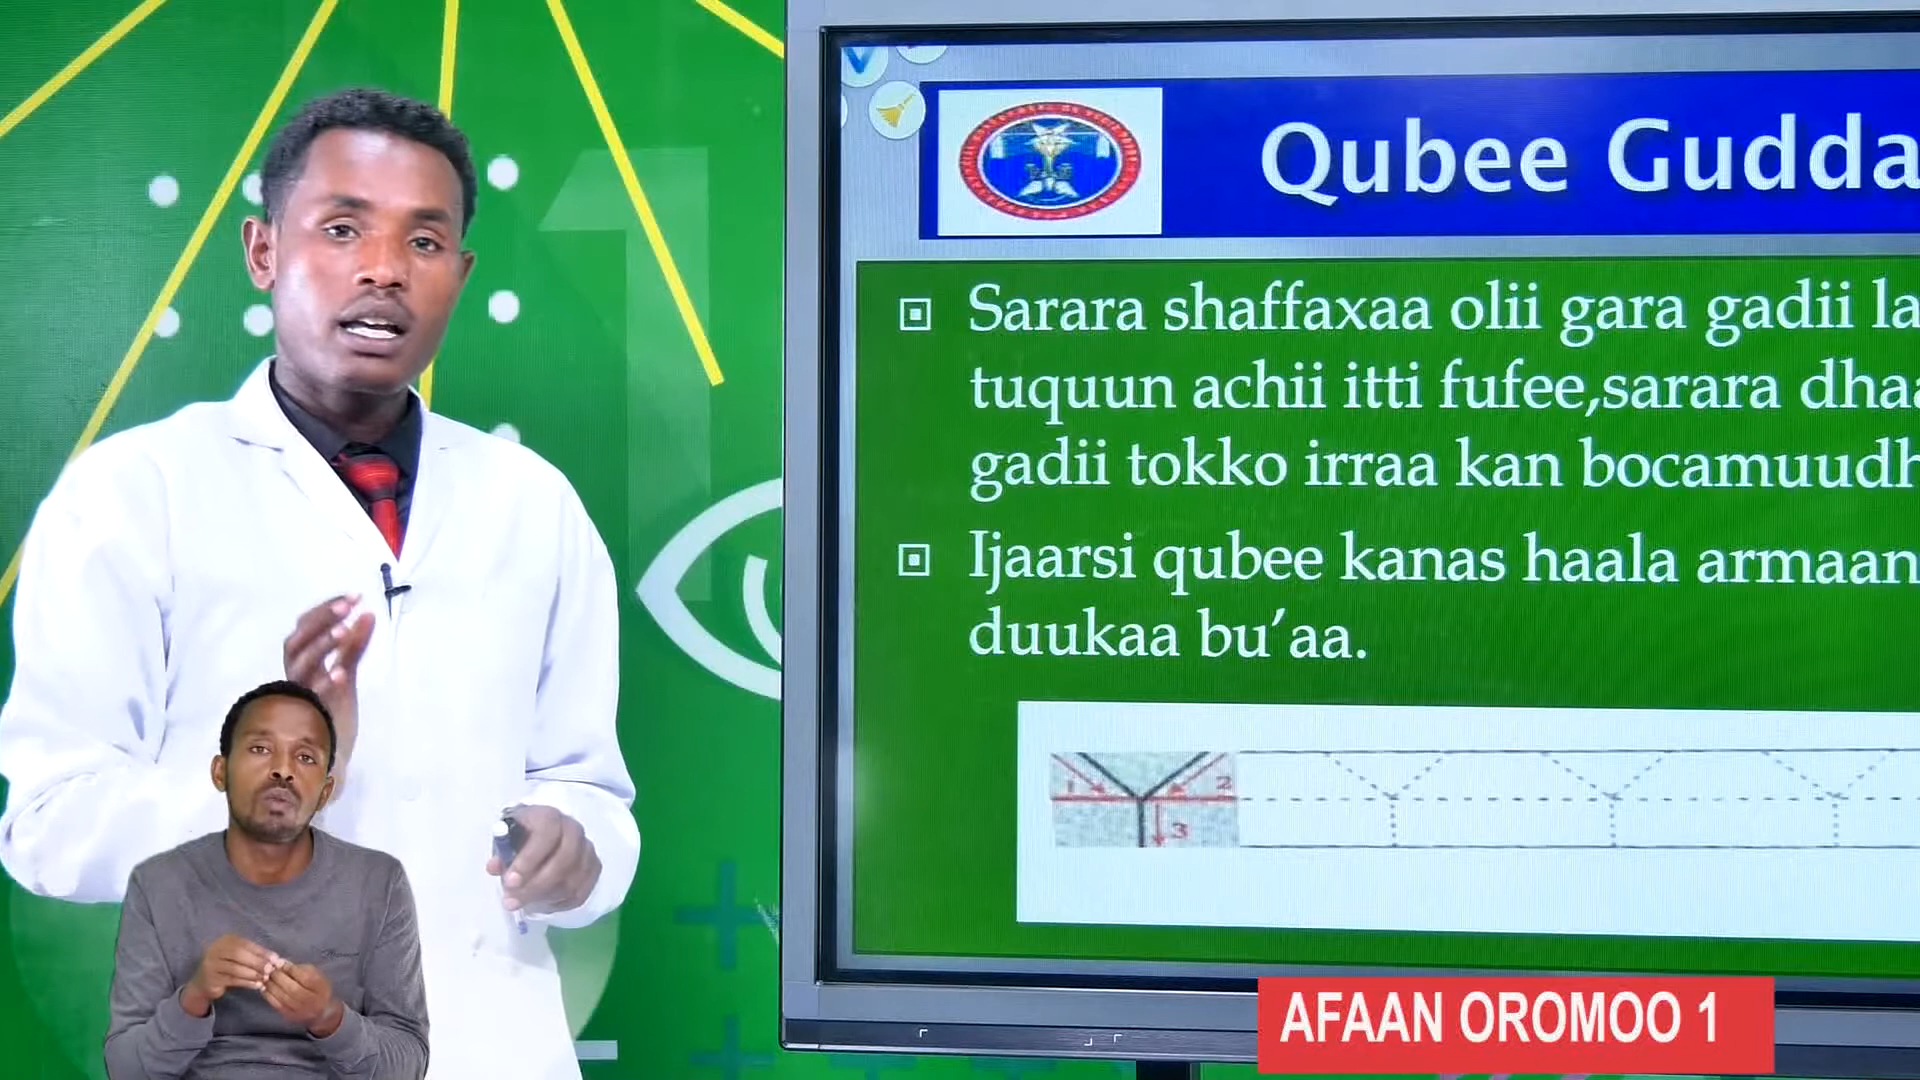 Qubee Gudda
Sarara shaffaxaa olii gara gadii la
tuquun achii itti fufee,sarara dhaa
gadii tokko irraa kan bocamuudh
Ijaarsi qubee kanas haala armaan
duukaa bu’aa.
1 2
3
AFAAN OROMOO 1